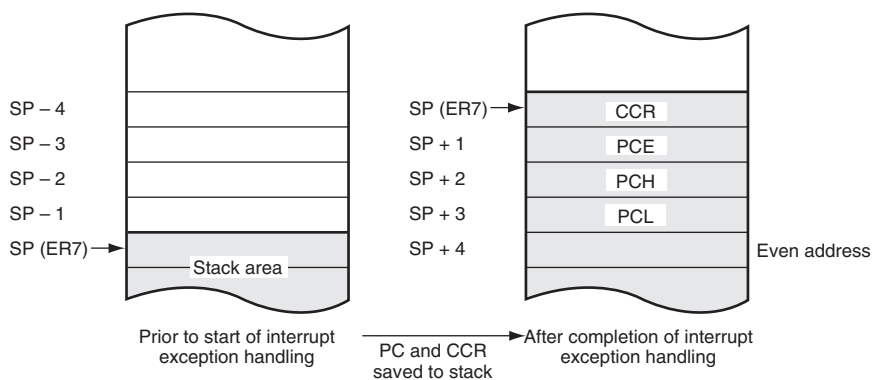 SP – 4
SP – 3
SP – 2
SP – 1
SP (ER7)
Stack area
SP (ER7)
SP + 1
SP + 2
SP + 3
SP + 4
CCR
PCE
PCH
PCL
Even address
Prior to start of interrupt
exception handling
PC and CCR
saved to stack
After completion of interrupt
exception handling